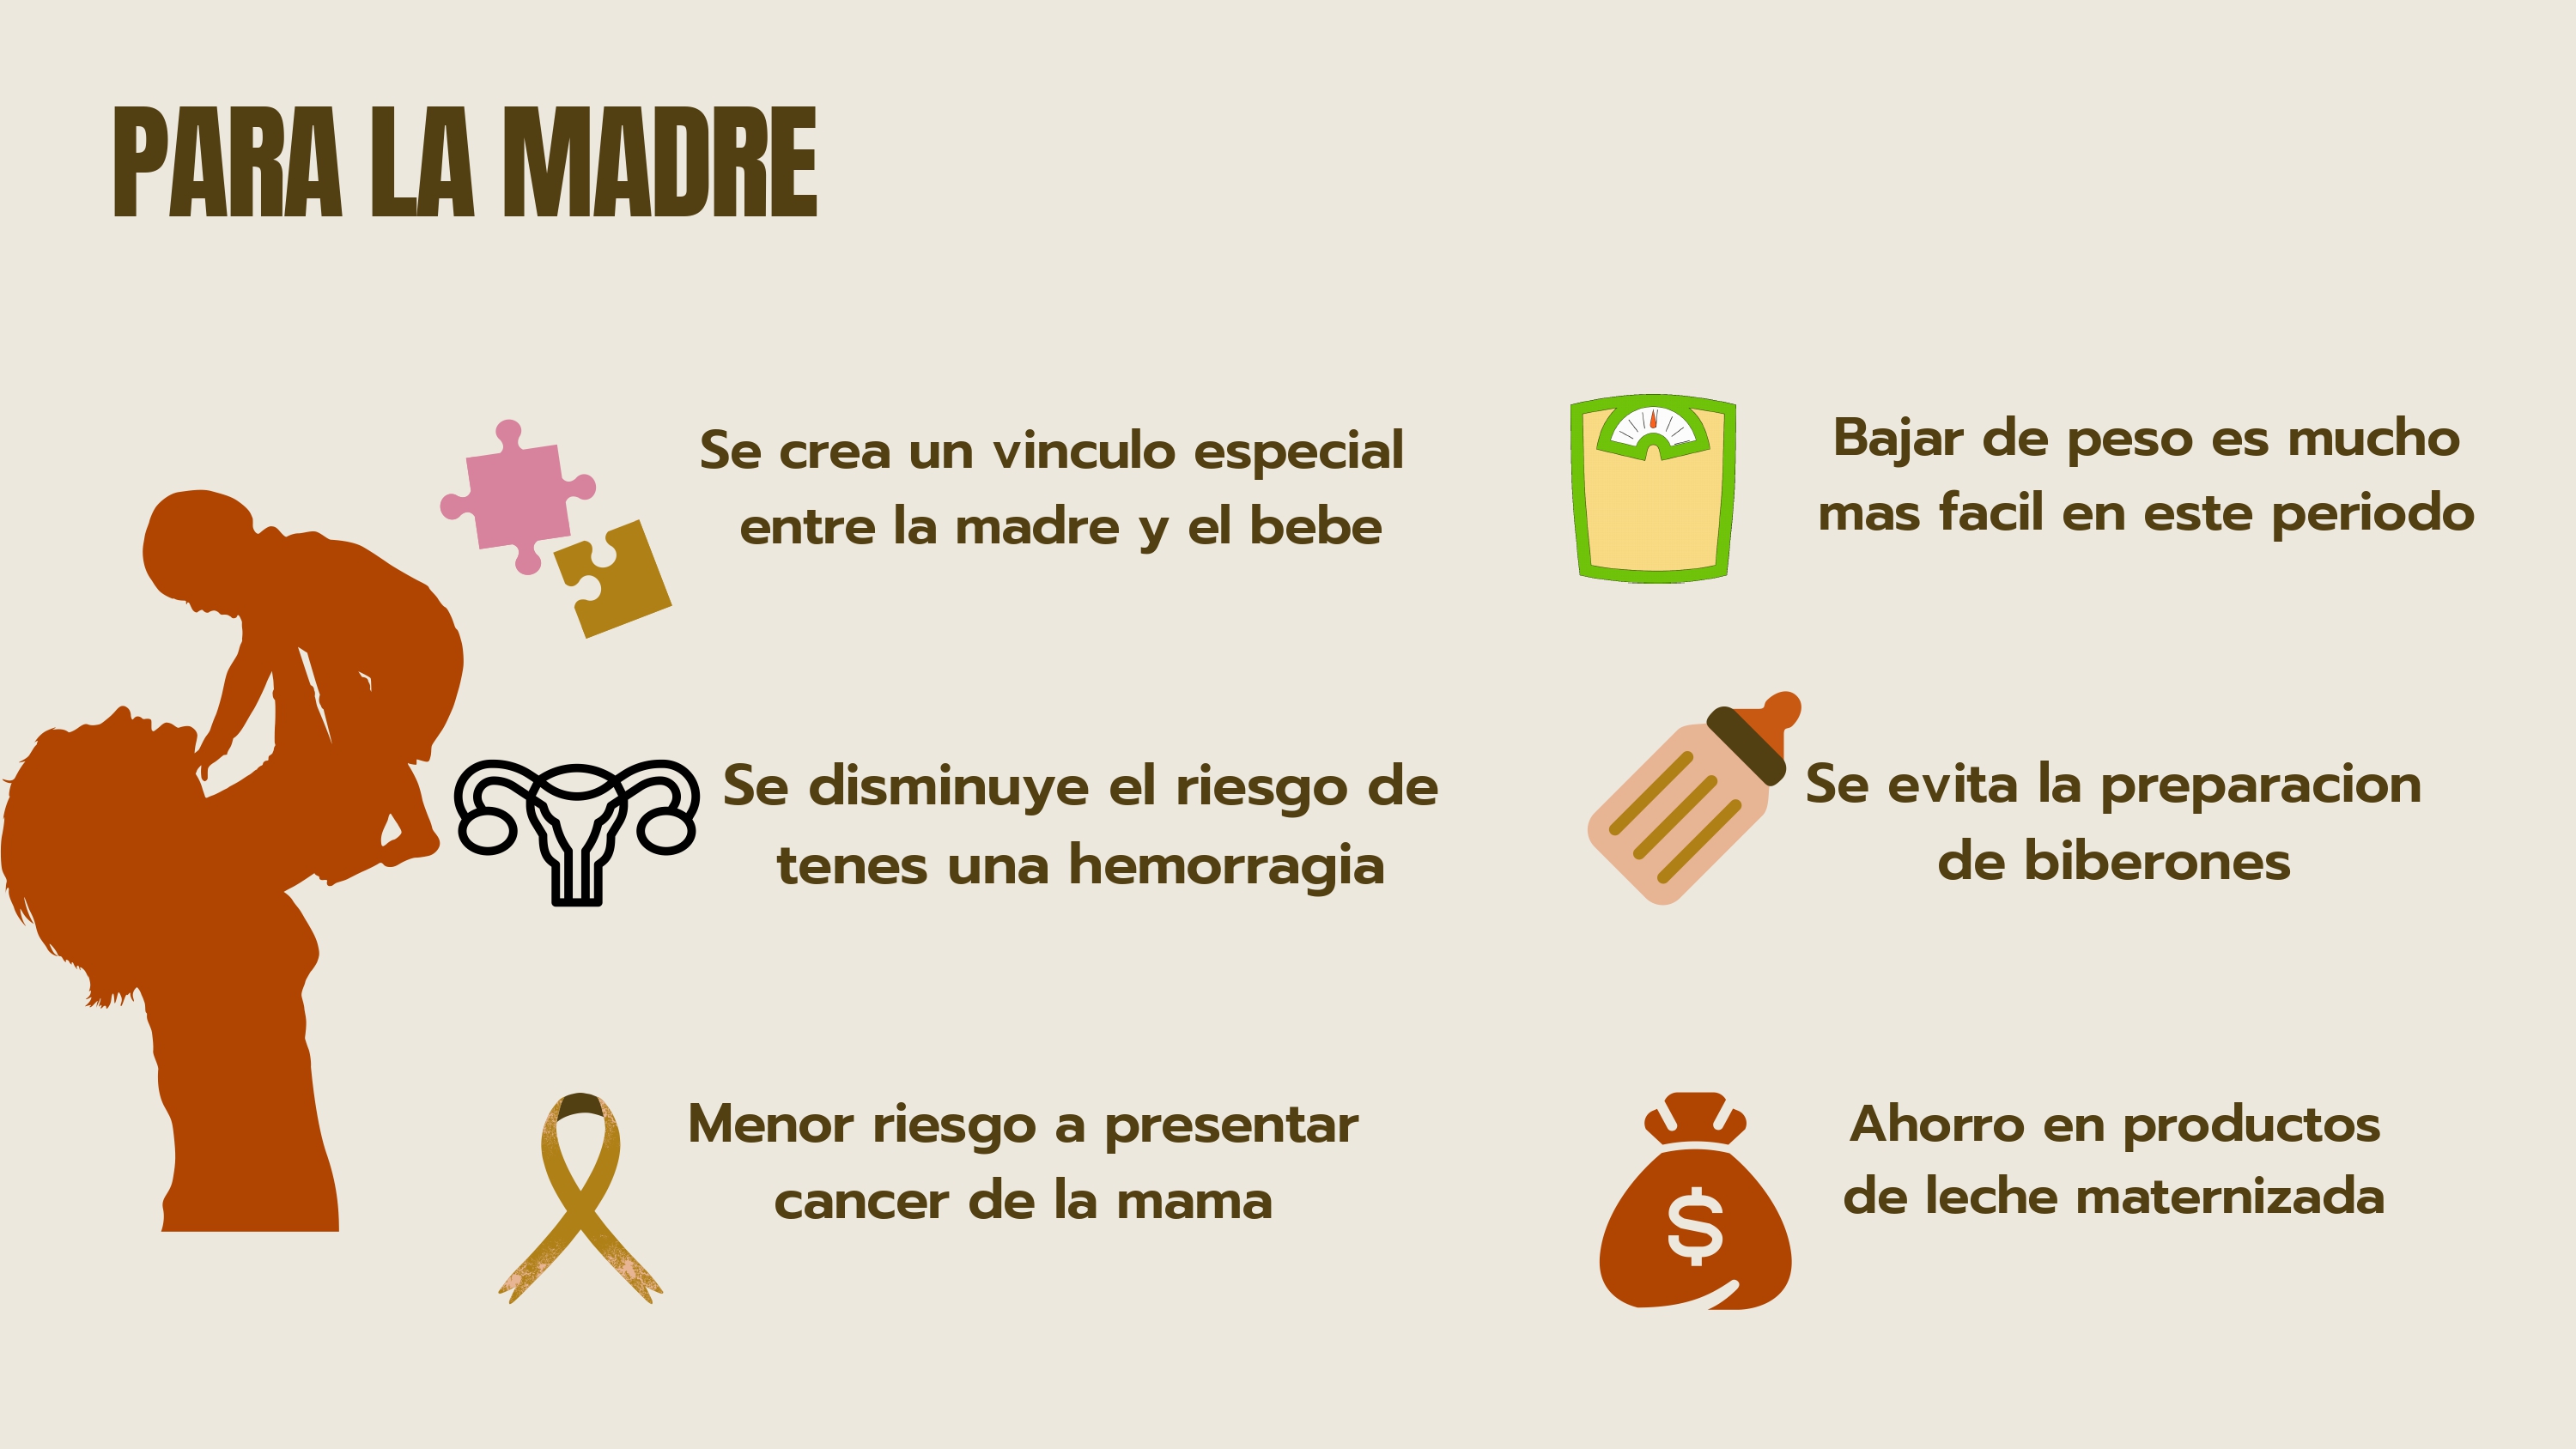 PARA LA MADRE
Se crea un vinculo especial
entre la madre y el bebe
Se disminuye el riesgo de
tenes una hemorragia
Menor riesgo a presentar
cancer de la mama
Bajar de peso es mucho
mas facil en este periodo
Se evita la preparacion
de biberones
Ahorro en productos
de leche maternizada
$